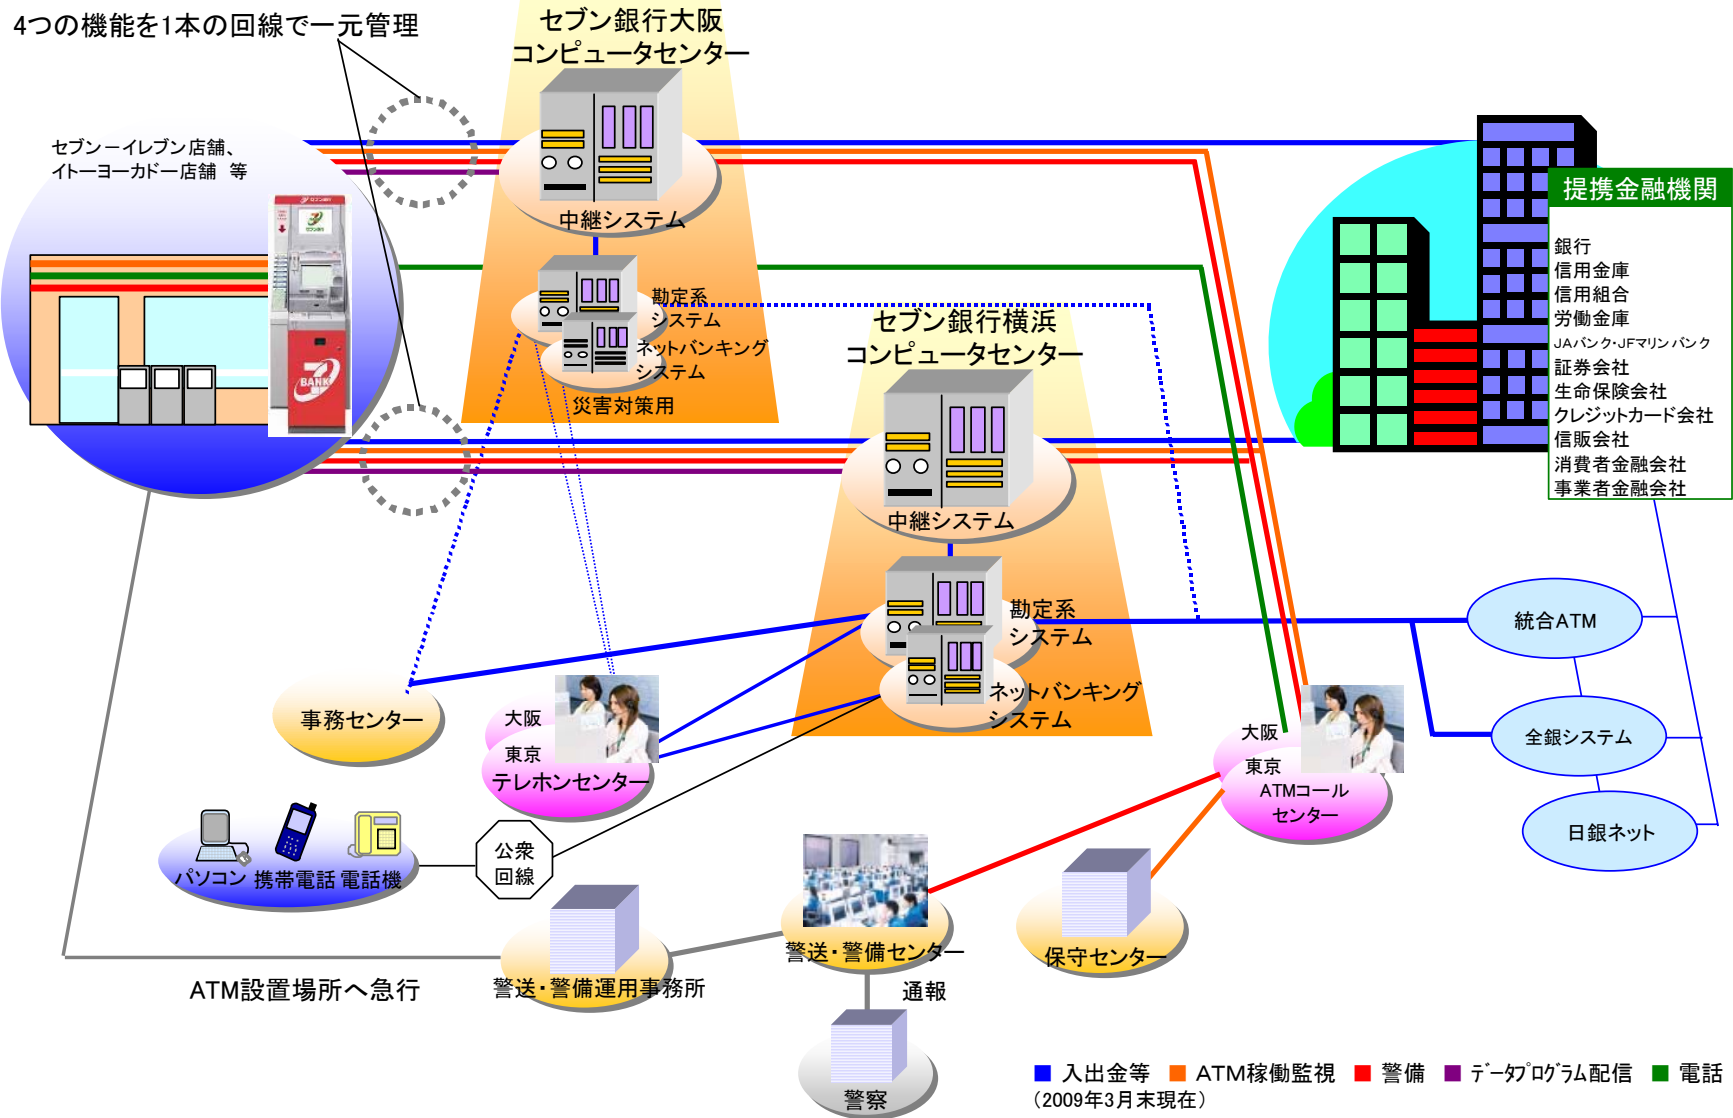 4つの機能を1本の回線で一元管理
セブン銀行大阪
コンピュータセンター
セブン－イレブン店舗、
イトーヨーカドー店舗 等
中継システム
勘定系
システム
ネットバンキング
システム
災害対策用
セブン銀行横浜
コンピュータセンター
中継システム
勘定系
システム
ネットバンキング
システム
提携金融機関
銀行
信用金庫
信用組合
労働金庫
JAバンク・JFマリンバンク
証券会社
生命保険会社
クレジットカード会社
信販会社
消費者金融会社
事業者金融会社
7
BANK
統合ATM
全銀システム
日銀ネット
事務センター
大阪
東京
テレホンセンター
大阪
東京
ATMコール
センター
パソコン 携帯電話 電話機
公衆
回線
警送・警備センター
保守センター
警送・警備運用事務所
ATM設置場所へ急行
通報
警察
■ 入出金等 ■ ATM稼働監視 ■ 警備 ■ データプログラム配信 ■ 電話
（2009年3月末現在）